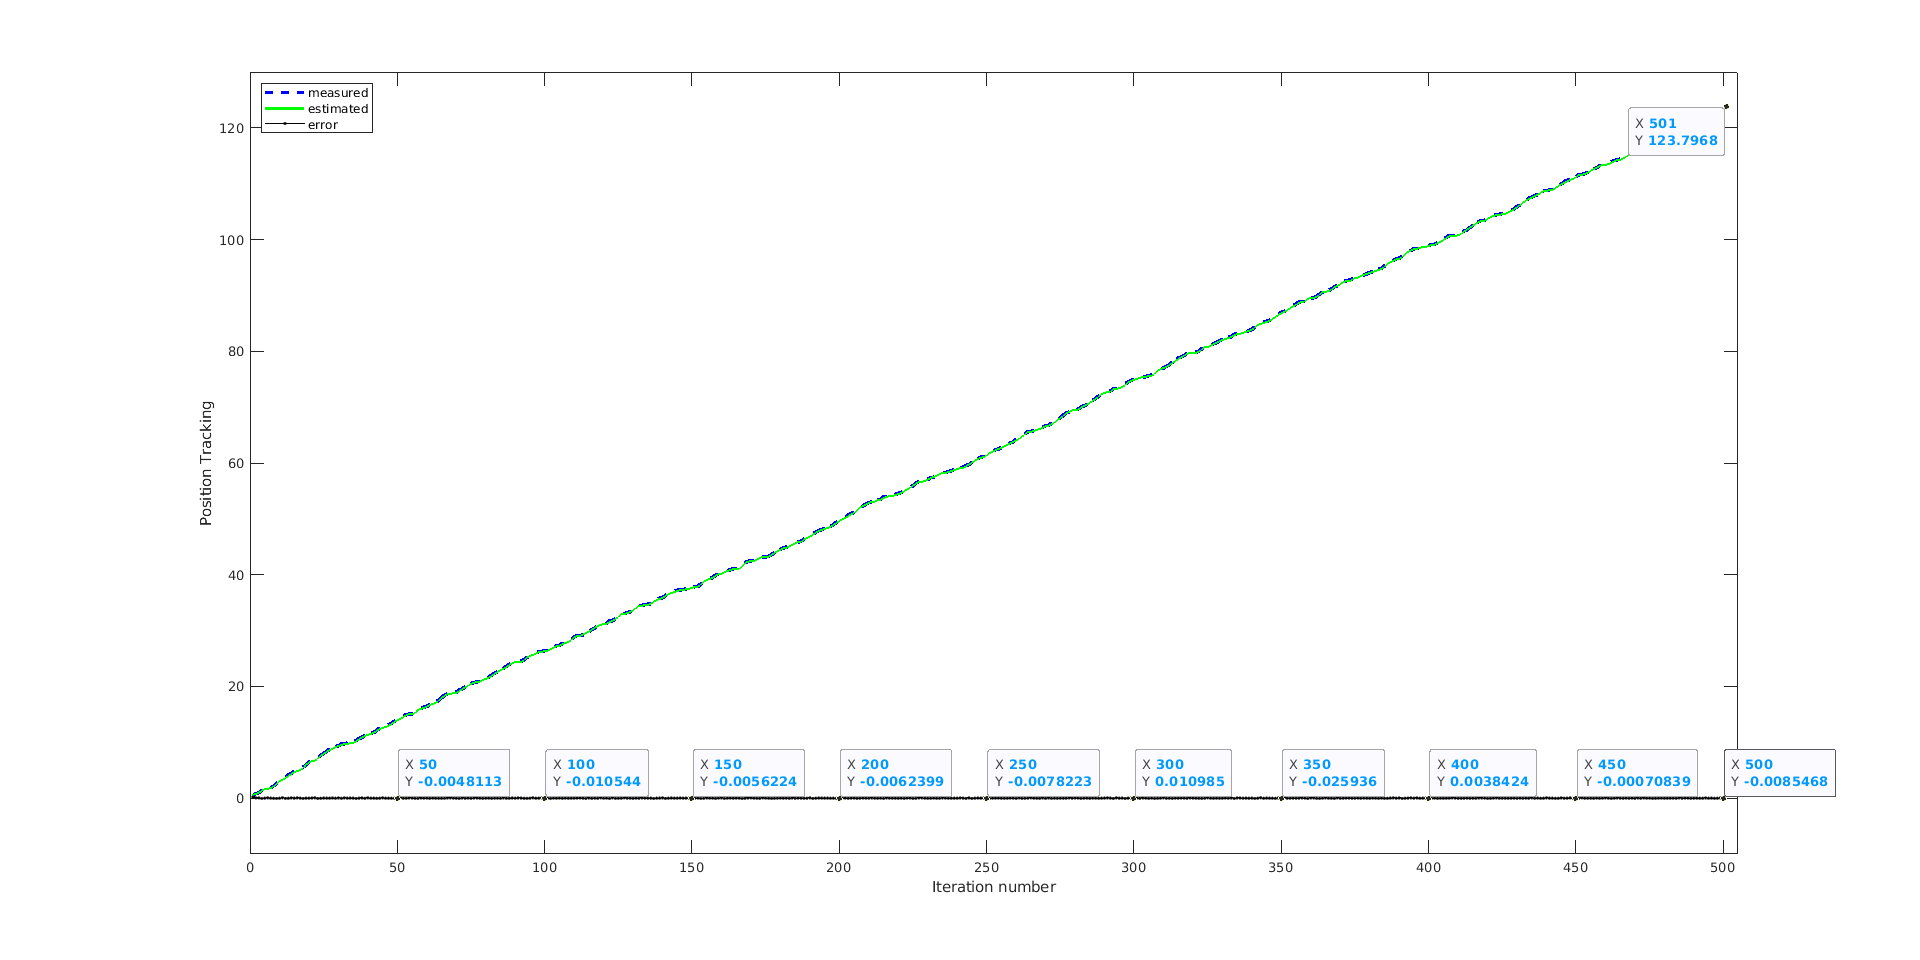 measured
estimated
error
X 501
Y 123.7968
120
100
80
60
40
20
0
Position Tracking
X 50
Y -0.0048113
X 100
Y -0.010544
X 150
Y -0.0056224
X 200
Y -0.0062399
X 250
Y -0.0078223
X 300
Y 0.010985
X 350
Y -0.025936
X 400
Y 0.0038424
X 450
Y -0.00070839
X 500
Y -0.0085468
0 50 100 150 200 250 300 350 400 450 500
Iteration number